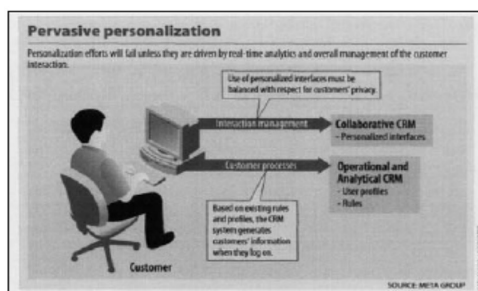 Pervasive personalization
Personalization efforts will fail unless they are driven by real-time analytics and overall management of the customer
interaction.
Use of personalized interfaces must be
balanced with respect for customers' privacy.
Interaction management
Collaborative CRM
- Personalized interfaces
Customer processes
Operational and
Analytical CRM
- User profiles
- Rules
Based on existing rules
and profiles, the CRM
system generates
customers' information
when they log on.
Customer
SOURCE: META GROUP